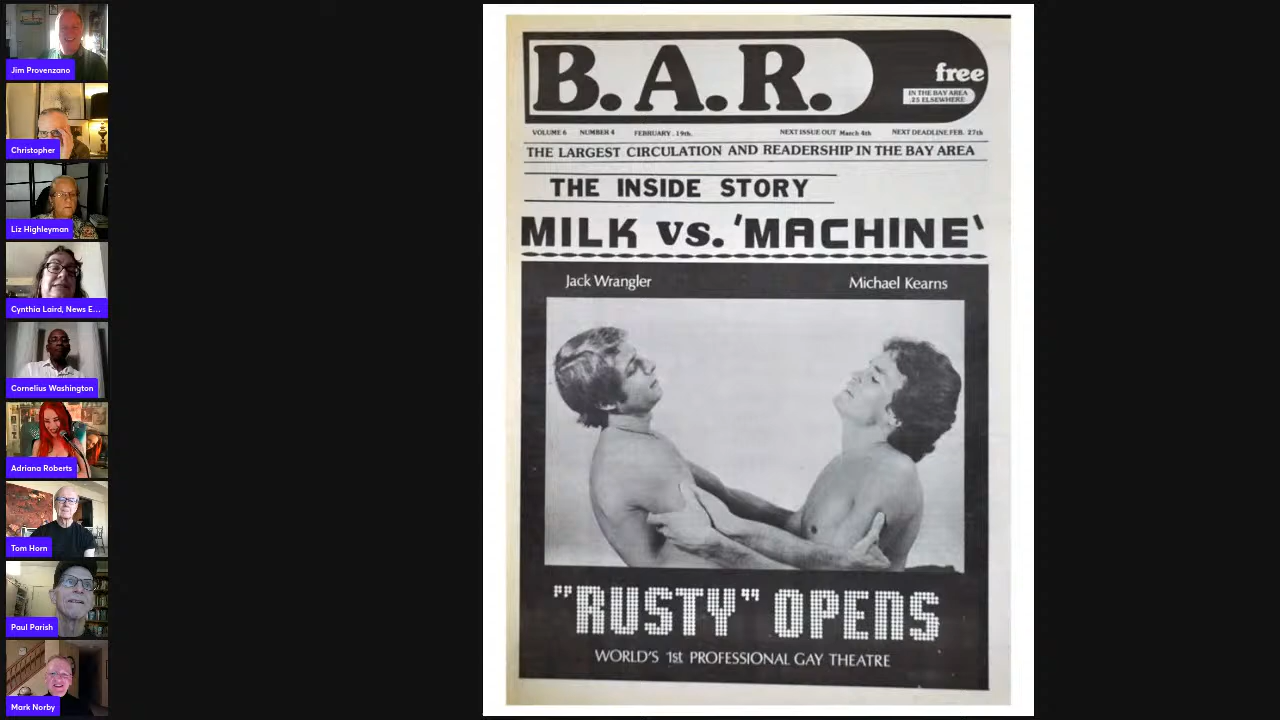 Jim Provenzano
Christopher
Liz Highleyman
Cynthia Laird, News E...
Cornelius Washington
Adriana Roberts
Tom Horn
Paul Parish
Mark Norby
B.A.R.
free
IN THE BAY AREA
.25 ELSEWHERE
VOLUME 6 NUMBER 4 FEBRUARY . 19th. NEXT ISSUE OUT March 4th NEXT DEADLINE FEB. 27th
THE LARGEST CIRCULATION AND READERSHIP IN THE BAY AREA
THE INSIDE STORY
MILK vs. 'MACHINE'
Jack Wrangler Michael Kearns
"RUSTY" OPENS
WORLD'S 1st PROFESSIONAL GAY THEATRE